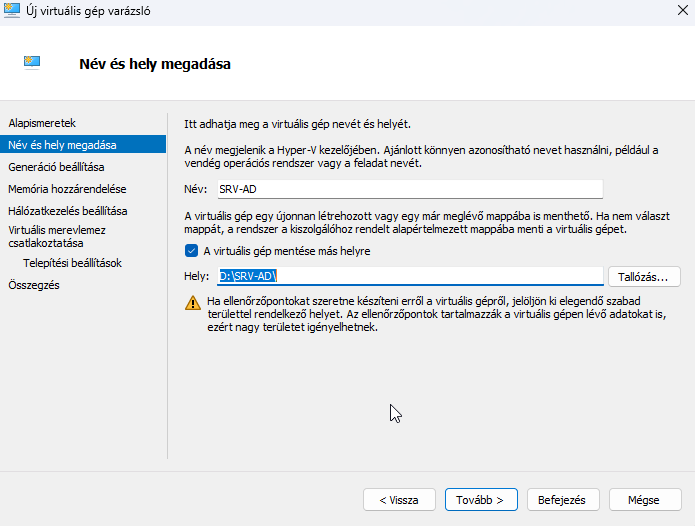 Új virtuális gép varázsló
Név és hely megadása
Alapismeretek
Név és hely megadása
Generáció beállítása
Memória hozzárendelése
Hálózatkezelés beállítása
Virtuális merevlemez
csatlakoztatása
Telepítési beállítások
Összegzés
Itt adhatja meg a virtuális gép nevét és helyét.
A név megjelenik a Hyper-V kezelőjében. Ajánlott könnyen azonosítható nevet használni, például a
vendég operációs rendszer vagy a feladat nevét.
Név: SRV-AD
A virtuális gép egy újonnan létrehozott vagy egy már meglévő mappába is menthető. Ha nem választ
mappát, a rendszer a kiszolgálóhoz rendelt alapértelmezett mappába menti a virtuális gépet.
A virtuális gép mentése más helyre
Hely: D:\SRV-AD\ Tallózás...
Ha ellenőrzőpontokat szeretne készíteni erről a virtuális gépről, jelöljön ki elegendő szabad
területtel rendelkező helyet. Az ellenőrzőpontok tartalmazzák a virtuális gépen lévő adatokat is,
ezért nagy területet igényelhetnek.
< Vissza Tovább > Befejezés Mégse